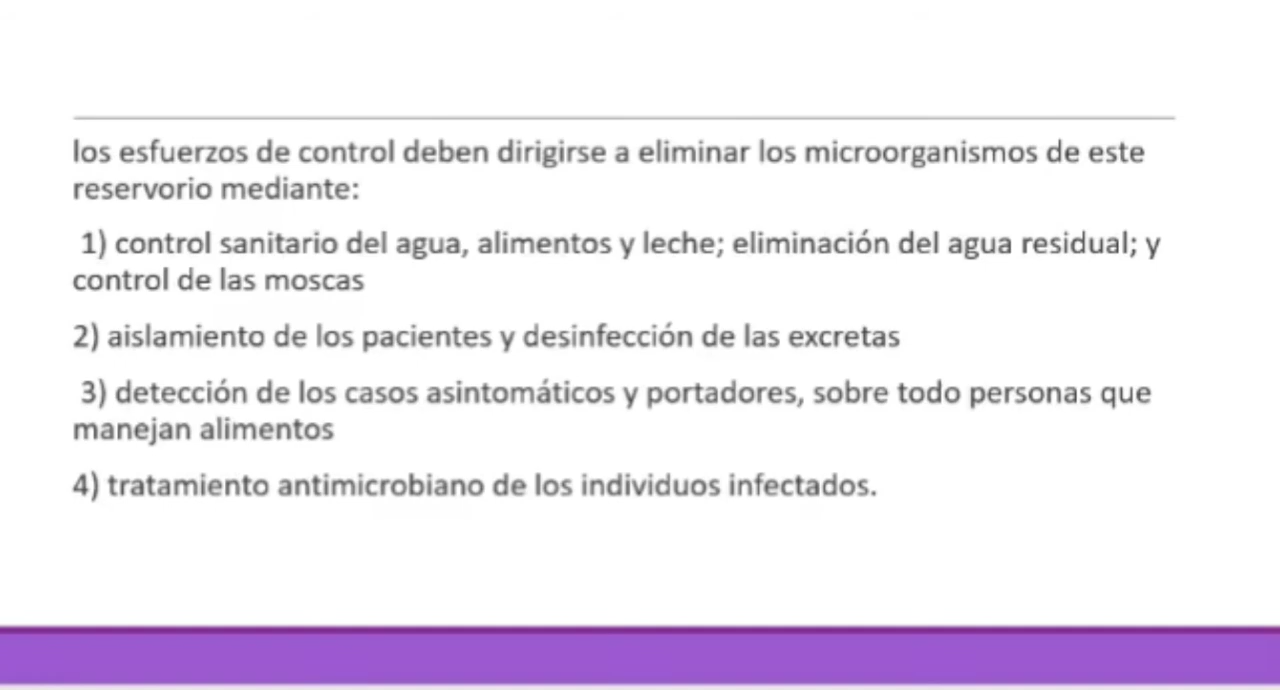 los esfuerzos de control deben dirigirse a eliminar los microorganismos de este
reservorio mediante:
1) control sanitario del agua, alimentos y leche; eliminación del agua residual; y
control de las moscas
2) aislamiento de los pacientes y desinfección de las excretas
3) detección de los casos asintomáticos y portadores, sobre todo personas que
manejan alimentos
4) tratamiento antimicrobiano de los individuos infectados.